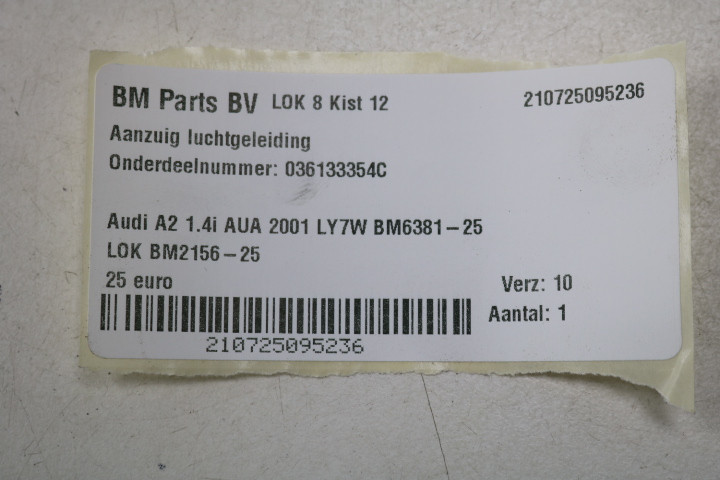 BM Parts BV LOK 8 Kist 12 210725095236
Aanzuig luchtgeleiding
Onderdeelnummer: 036133354C
Audi A2 1.4i AUA 2001 LY7W BM6381-25
LOK BM2156-25
25 euro Verz: 10
Aantal: 1
210725095236